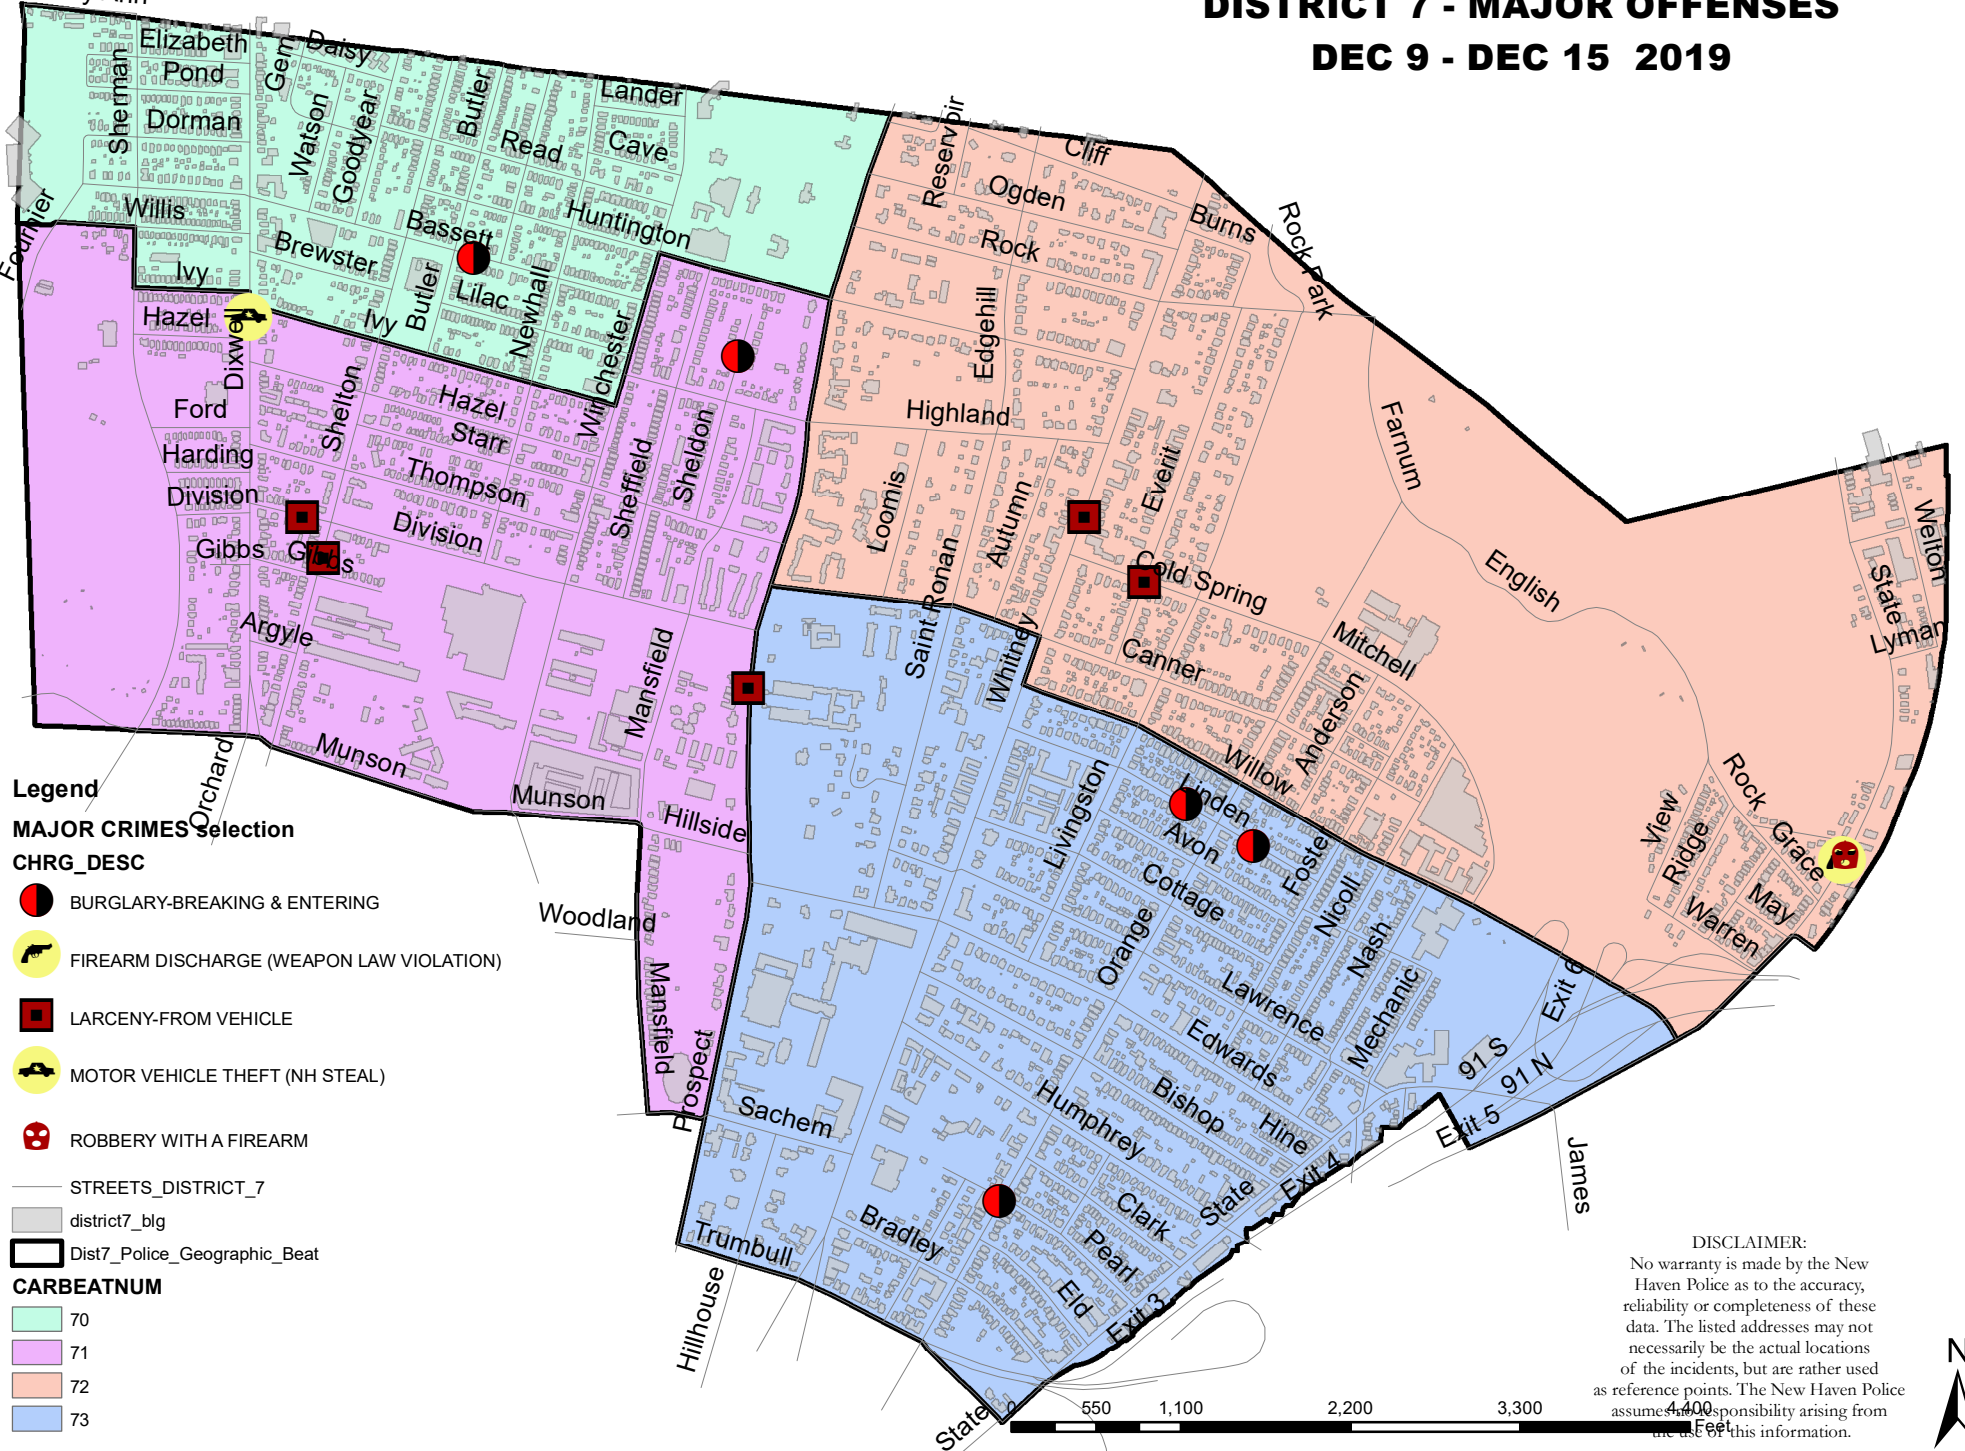 DISTRICT 7 - MAJOR OFFENSES
DEC 9 - DEC 15 2019
Elizabeth
Pond
Dorman
Sherman
Gem
Daisy
Watson
Goodyear
Butler
Read
Lander
Cave
Willis
Fournier
Ivy
Brewster
Bassett
Huntington
Lilac
Butler
Newhall
Ivy
Winchester
Hazel
Dixwell
Ford
Harding
Division
Gibbs
Gibbs
Shelton
Hazel
Starr
Thompson
Division
Sheffield
Sheldon
Argyle
Mansfield
Munson
Munson
Orchard
Hillside
Woodland
Mansfield
Prospect
Reservoir
Cliff
Ogden
Rock
Burns
Rock Park
Edgehill
Highland
Loomis
Autumn
Everit
Farnum
Cold Spring
English
Saint Ronan
Whitney
Canner
Mitchell
Anderson
Willow
Welton
State
Lyman
View
Ridge
Rock
Grace
May
Warren
Livingston
Linden
Avon
Cottage
Foster
Nicoll
Nash
Orange
Lawrence
Mechanic
Edwards
Exit 6
91 S
91 N
Exit 5
James
Sachem
Humphrey
Bishop
Hine
Exit 4
State
Clark
Pearl
Bradley
Eld
Exit 3
Trumbull
Hillhouse
State
Legend
MAJOR CRIMES selection
CHRG_DESC
BURGLARY-BREAKING & ENTERING
FIREARM DISCHARGE (WEAPON LAW VIOLATION)
LARCENY-FROM VEHICLE
MOTOR VEHICLE THEFT (NH STEAL)
ROBBERY WITH A FIREARM
STREETS_DISTRICT_7
district7_blg
Dist7_Police_Geographic_Beat
CARBEATNUM
70
71
72
73
DISCLAIMER:
No warranty is made by the New
Haven Police as to the accuracy,
reliability or completeness of these
data. The listed addresses may not
necessarily be the actual locations
of the incidents, but are rather used
as reference points. The New Haven Police
assumes no responsibility arising from
the use of this information.
0 550 1,100 2,200 3,300 4,400
Feet
N